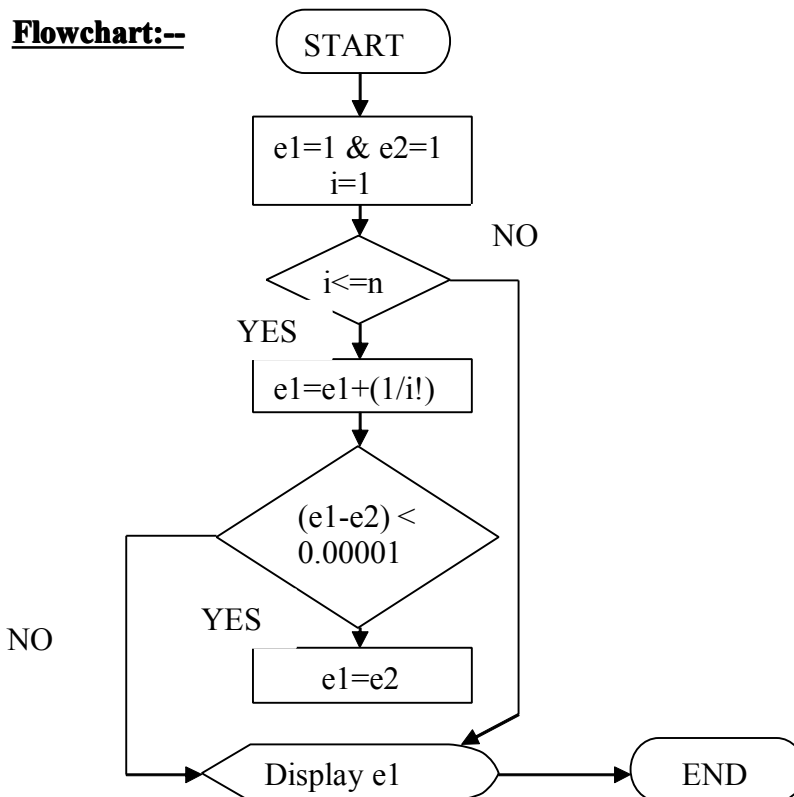 Flowchart:--
START
e1=1 & e2=1
i=1
NO
i<=n
YES
e1=e1+(1/i!)
(e1-e2) <
0.00001
YES
NO
e1=e2
Display e1
END